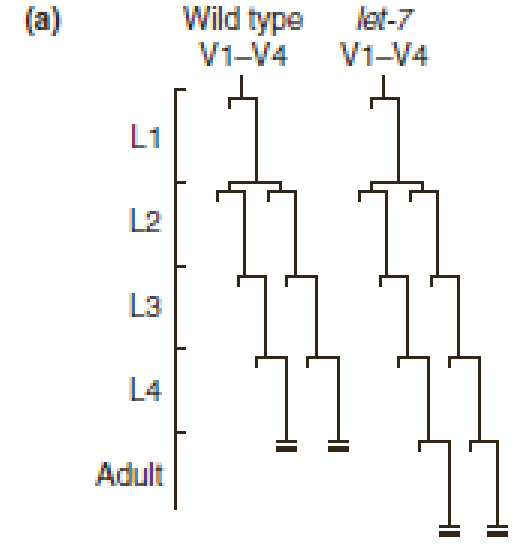 (a) Wild type let-7
V1–V4 V1–V4
L1
L2
L3
L4
Adult